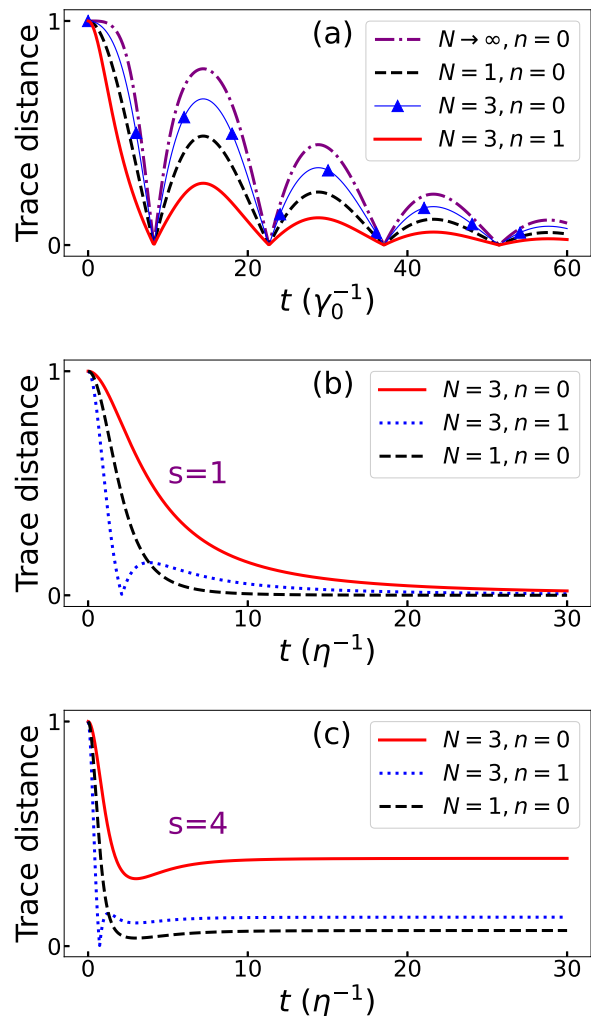 1
(a)
N→∞, n=0
N=1, n=0
N=3, n=0
N=3, n=1
Trace distance
0
0 20 40 60
t (γ₀⁻¹)
1
(b)
N=3, n=0
N=3, n=1
N=1, n=0
s=1
Trace distance
0
0 10 20 30
t (η⁻¹)
1
(c)
N=3, n=0
N=3, n=1
N=1, n=0
s=4
Trace distance
0
0 10 20 30
t (η⁻¹)